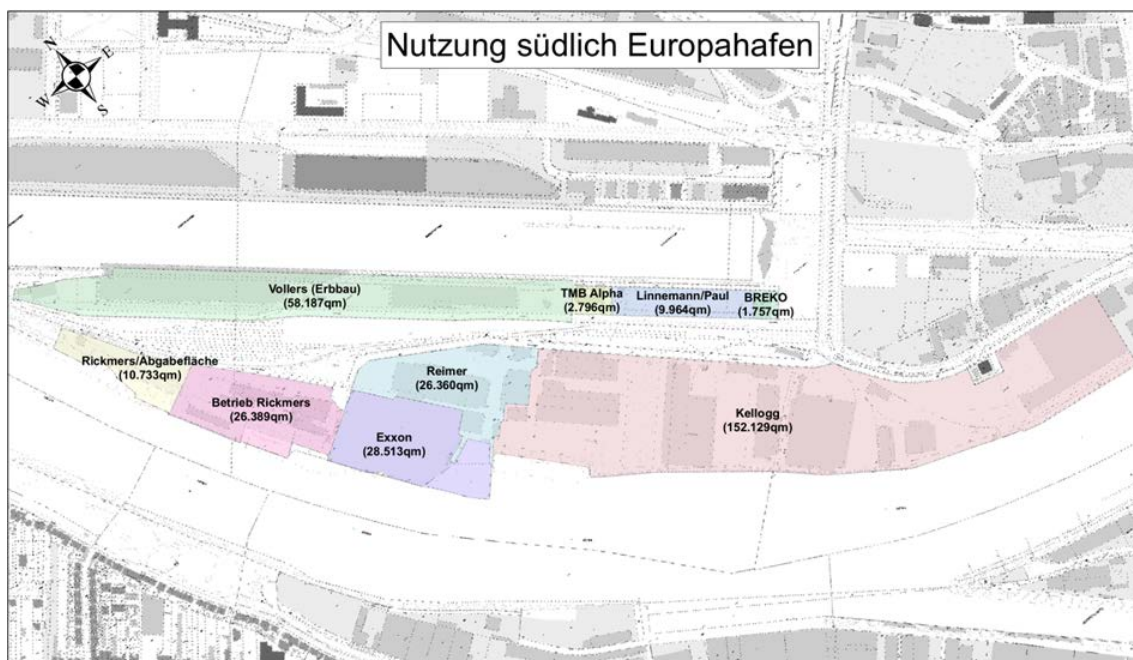 Nutzung südlich Europahafen
N
E
W
S
Vollers (Erbbau)
(58.187qm)
TMB Alpha
(2.796qm)
Linnemann/Paul
(9.964qm)
BREKO
(1.757qm)
Rickmers/Abgabefläche
(10.733qm)
Betrieb Rickmers
(26.389qm)
Reimer
(26.360qm)
Exxon
(28.513qm)
Kellogg
(152.129qm)